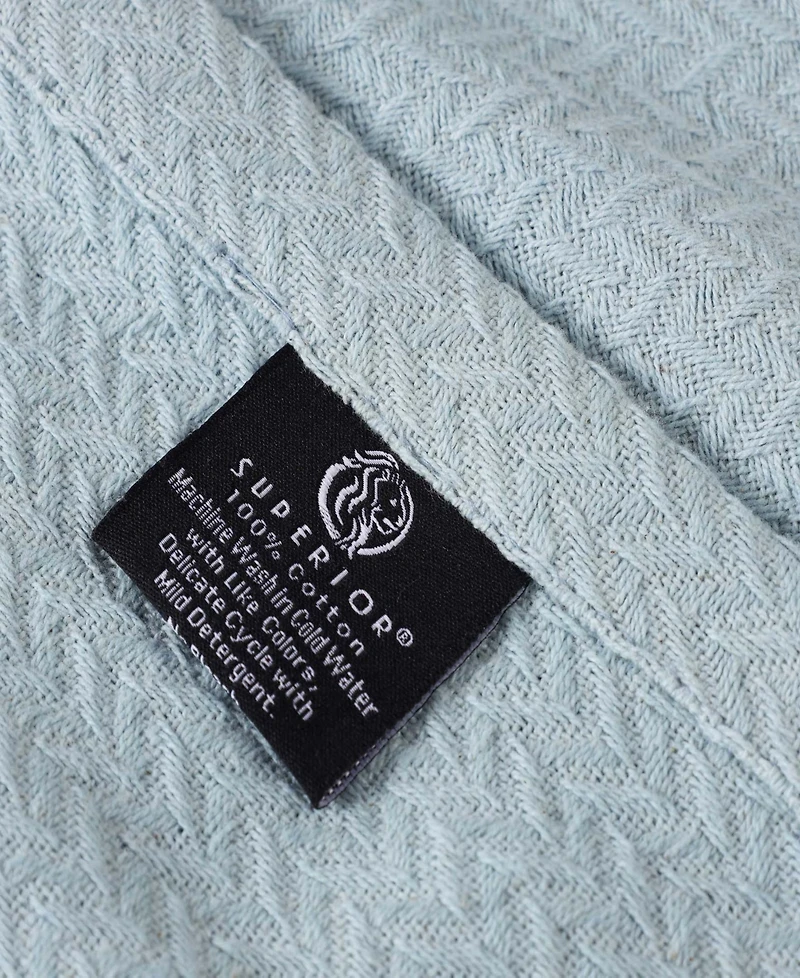 SUPERIOR®
100% cotton
Machine Wash in Cold Water
with Like Colors,
Delicate Cycle with
Mild Detergent.